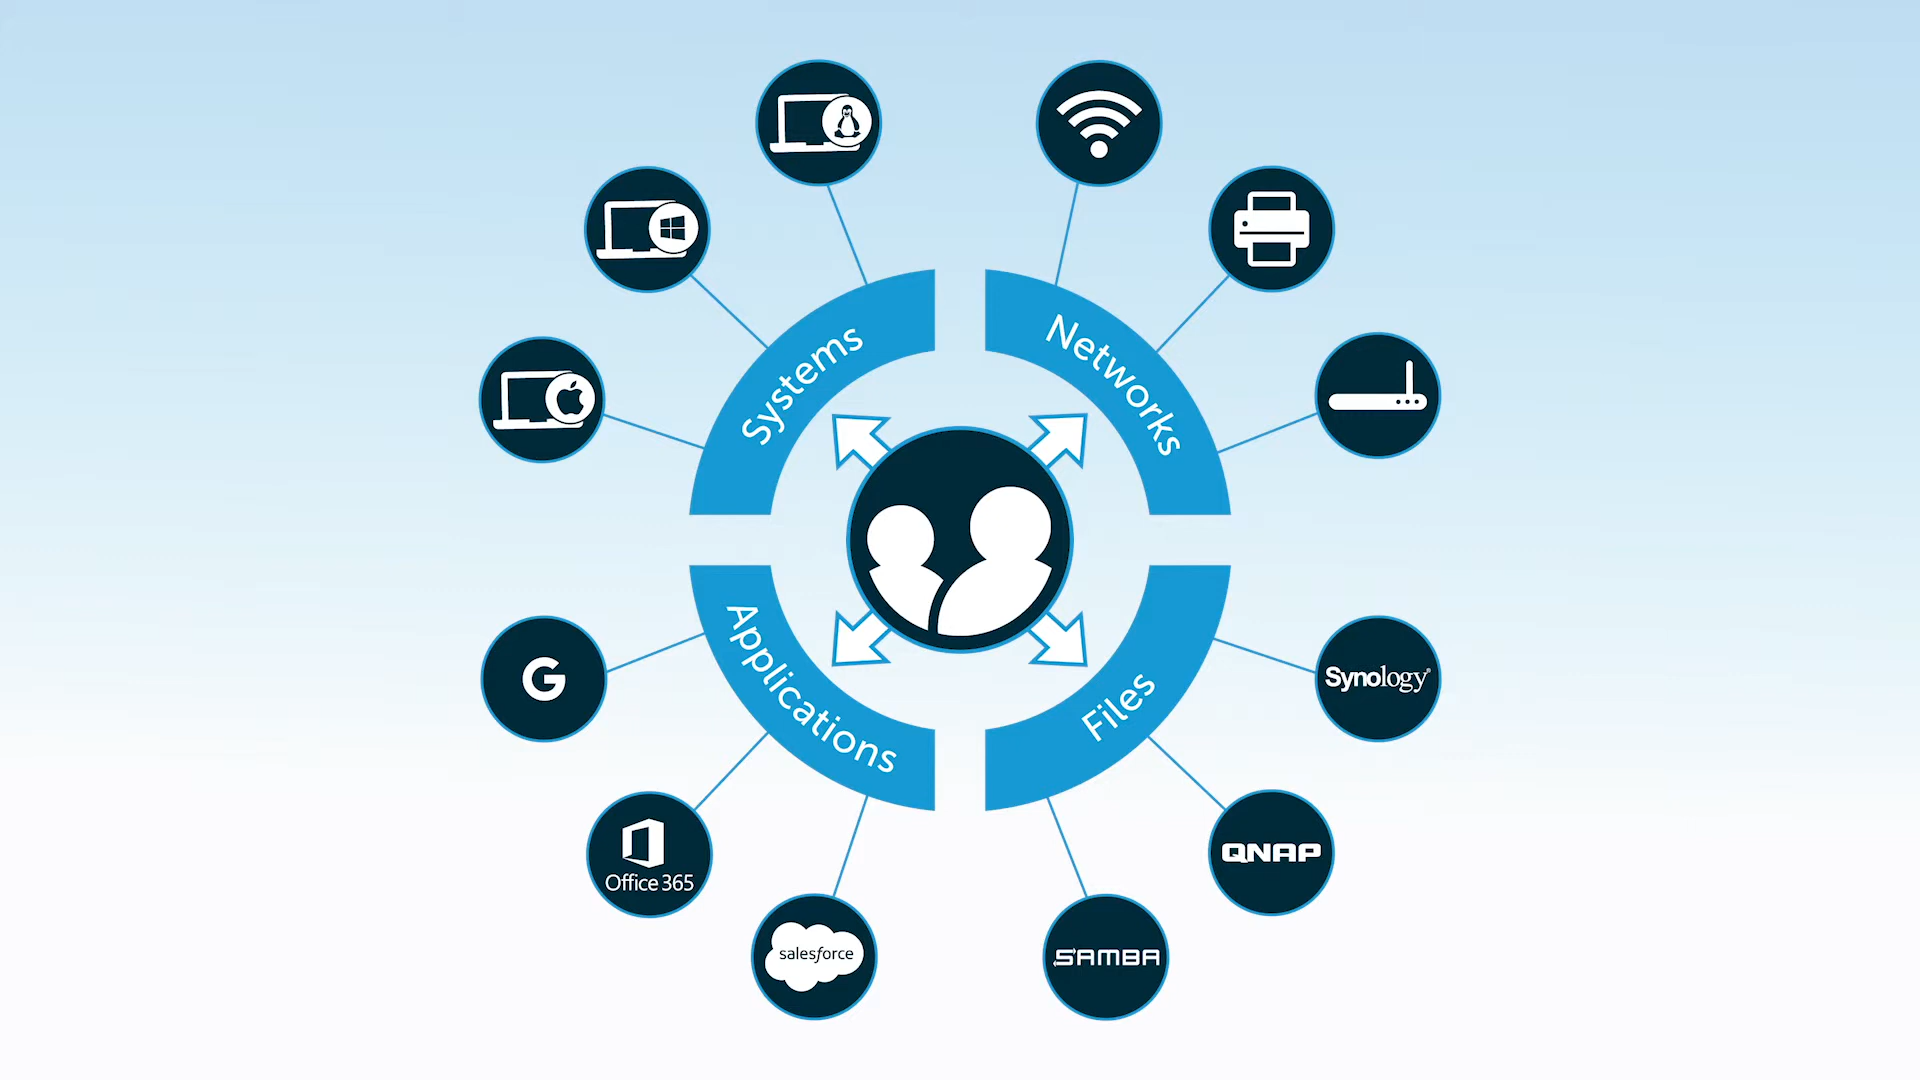 Systems
Networks
Applications
Files
G
Office 365
salesforce
Synology®
QNAP
SAMBA